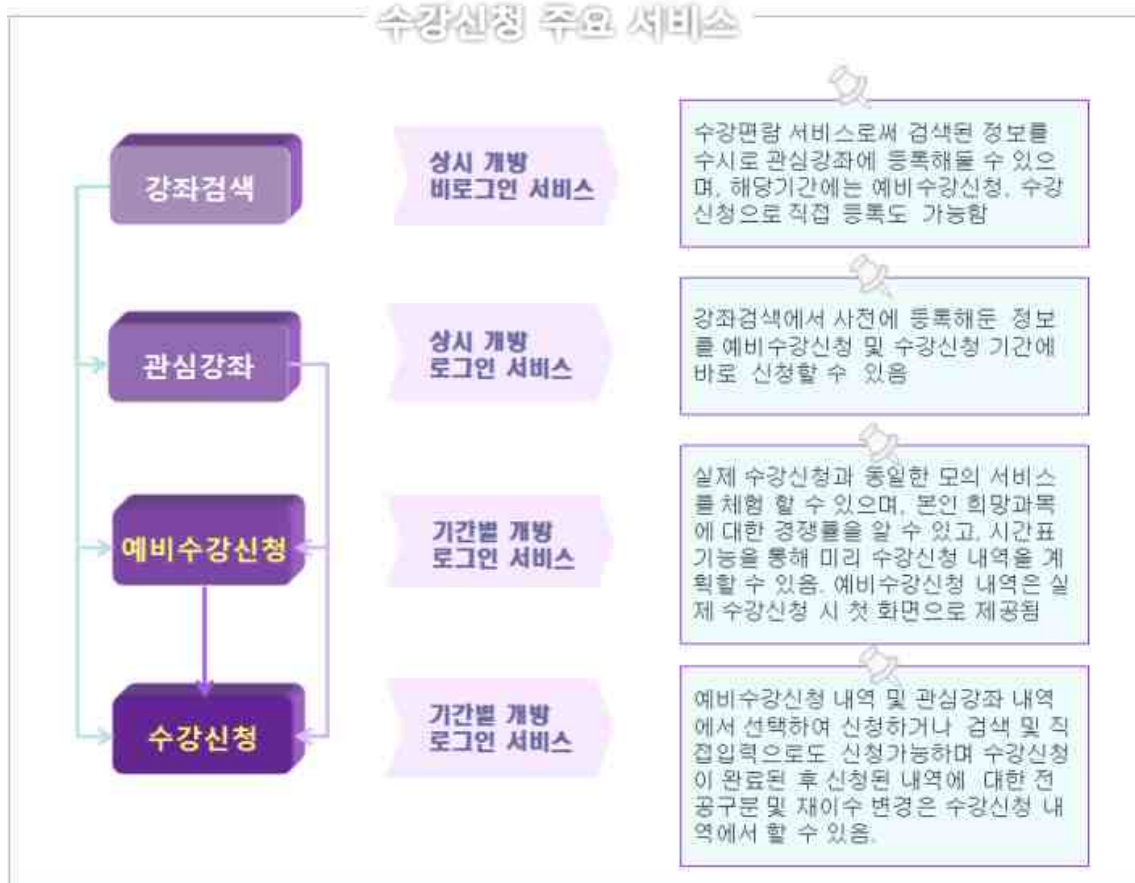 수강신청 주요 서비스
강좌검색
상시 개방
비로그인 서비스
수강편람 서비스로써 검색된 정보를
수시로 관심강좌에 등록해둘 수 있으
며, 해당기간에는 예비수강신청, 수강
신청으로 직접 등록도 가능함
관심강좌
상시 개방
로그인 서비스
강좌검색에서 사전에 등록해둔 정보
를 예비수강신청 및 수강신청 기간에
바로 신청할 수 있음
예비수강신청
기간별 개방
로그인 서비스
실제 수강신청과 동일한 모의 서비스
를 체험 할 수 있으며, 본인 희망과목
에 대한 경쟁률을 알 수 있고, 시간표
기능을 통해 미리 수강신청 내역을 계
획할 수 있음. 예비수강신청 내역은 실
제 수강신청 시 첫 화면으로 제공됨
수강신청
기간별 개방
로그인 서비스
예비수강신청 내역 및 관심강좌 내역
에서 선택하여 신청하거나 검색 및 직
접입력으로도 신청가능하며 수강신청
이 완료된 후 신청된 내역에 대한 전
공구분 및 재이수 변경은 수강신청 내
역에서 할 수 있음.